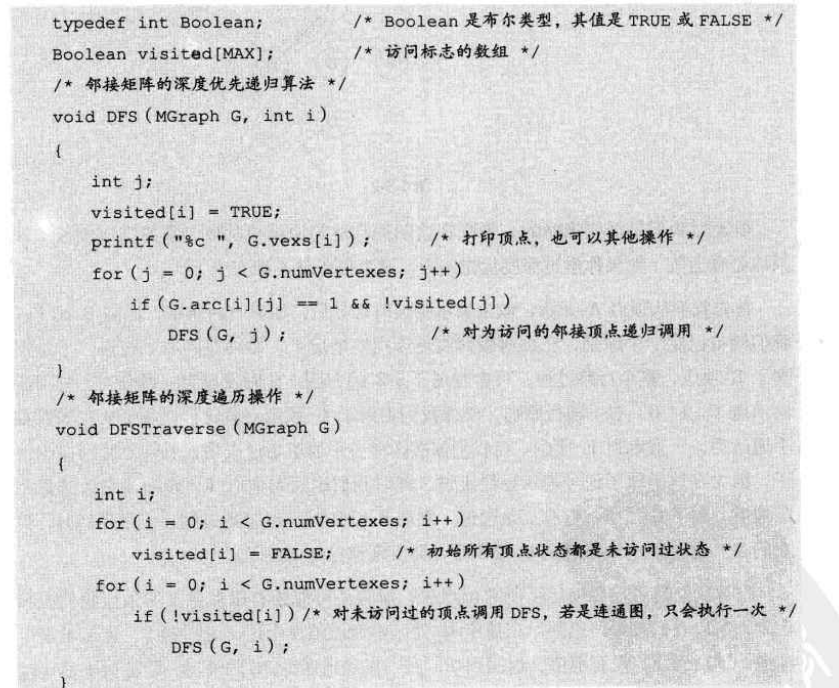 typedef int Boolean; /* Boolean 是布尔类型，其值是 TRUE 或 FALSE */
Boolean visited[MAX]; /* 访问标志的数组 */
/* 邻接矩阵的深度优先递归算法 */
void DFS (MGraph G, int i)
{
int j;
visited[i] = TRUE;
printf ("%c ", G.vexs[i]); /* 打印顶点，也可以其他操作 */
for (j = 0; j < G.numVertexes; j++)
if (G.arc[i][j] == 1 && !visited[j])
DFS (G, j); /* 对为访问的邻接顶点递归调用 */
}
/* 邻接矩阵的深度遍历操作 */
void DFSTraverse (MGraph G)
{
int i;
for (i = 0; i < G.numVertexes; i++)
visited[i] = FALSE; /* 初始所有顶点状态都是未访问过状态 */
for (i = 0; i < G.numVertexes; i++)
if (!visited[i]) /* 对未访问过的顶点调用 DFS，若是连通图，只会执行一次 */
DFS (G, i);
}